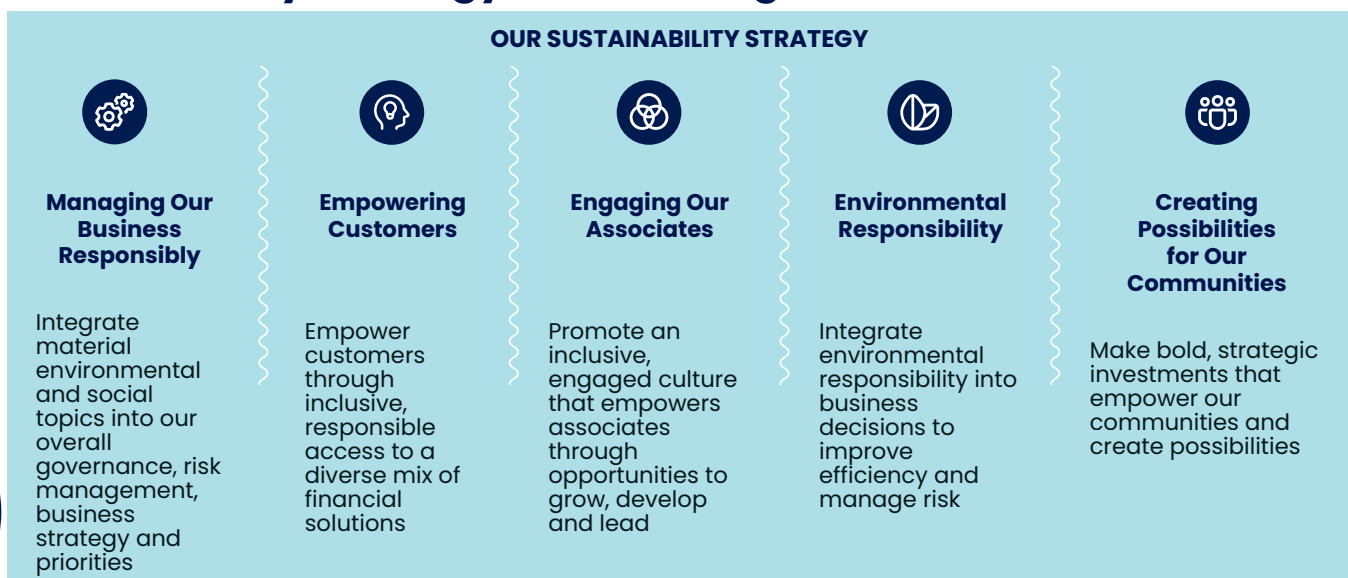 OUR SUSTAINABILITY STRATEGY
Managing Our
Business
Responsibly
Integrate
material
environmental
and social
topics into our
overall
governance, risk
management,
business
strategy and
priorities
Empowering
Customers
Empower
customers
through
inclusive,
responsible
access to a
diverse mix of
financial
solutions
Engaging Our
Associates
Promote an
inclusive,
engaged culture
that empowers
associates
through
opportunities to
grow, develop
and lead
Environmental
Responsibility
Integrate
environmental
responsibility into
business
decisions to
improve
efficiency and
manage risk
Creating
Possibilities
for Our
Communities
Make bold, strategic
investments that
empower our
communities and
create possibilities